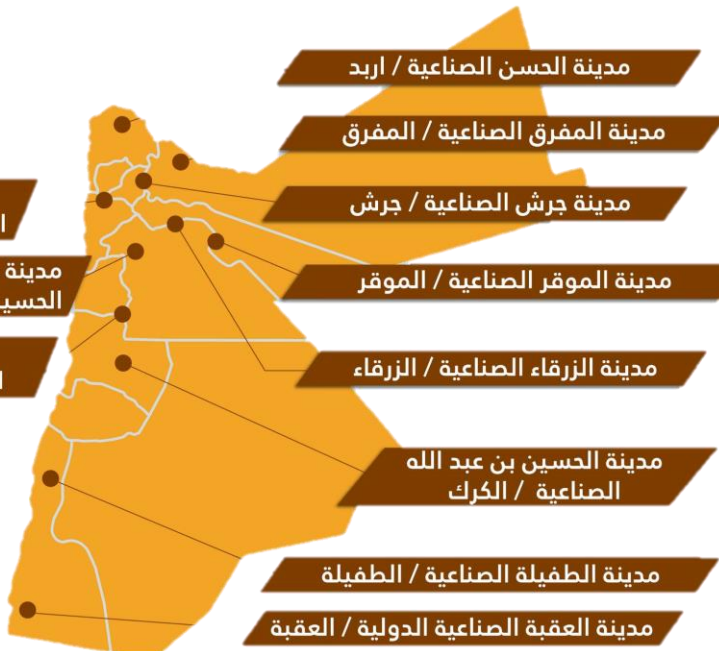 مدينة الحسن الصناعية / اربد
مدينة المفرق الصناعية / المفرق
مدينة جرش الصناعية / جرش
مدينة الموقر الصناعية / الموقر
مدينة الزرقاء الصناعية / الزرقاء
مدينة الحسين بن عبد الله
الصناعية / الكرك
مدينة الطفيلة الصناعية / الطفيلة
مدينة العقبة الصناعية الدولية / العقبة
مدينة